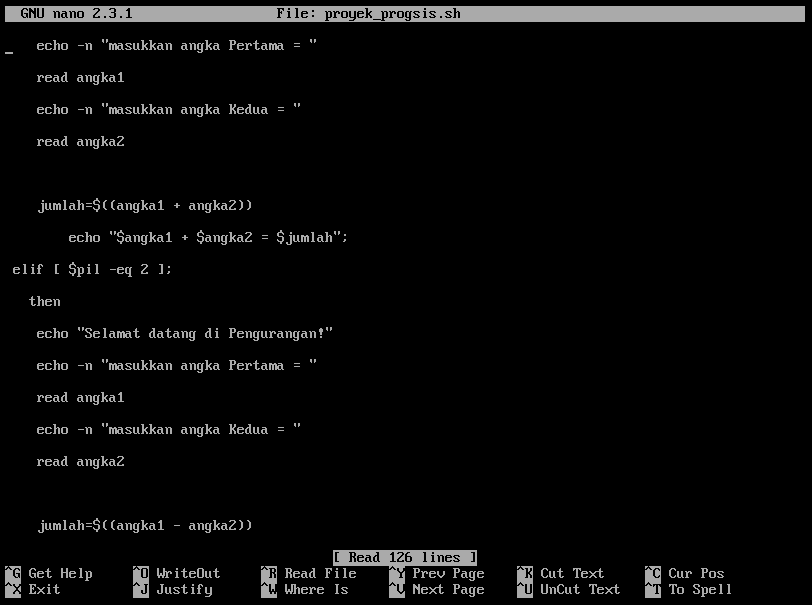 GNU nano 2.3.1 File: proyek_progsis.sh
echo -n "masukkan angka Pertama = "
read angka1
echo -n "masukkan angka Kedua = "
read angka2
jumlah=$((angka1 + angka2))
echo "$angka1 + $angka2 = $jumlah";
elif [ $pil -eq 2 ];
then
echo "Selamat datang di Pengurangan!"
echo -n "masukkan angka Pertama = "
read angka1
echo -n "masukkan angka Kedua = "
read angka2
jumlah=$((angka1 - angka2))
[ Read 126 lines ]
^G Get Help ^O WriteOut ^R Read File ^Y Prev Page ^K Cut Text ^C Cur Pos
^X Exit ^J Justify ^W Where Is ^V Next Page ^U UnCut Text ^T To Spell